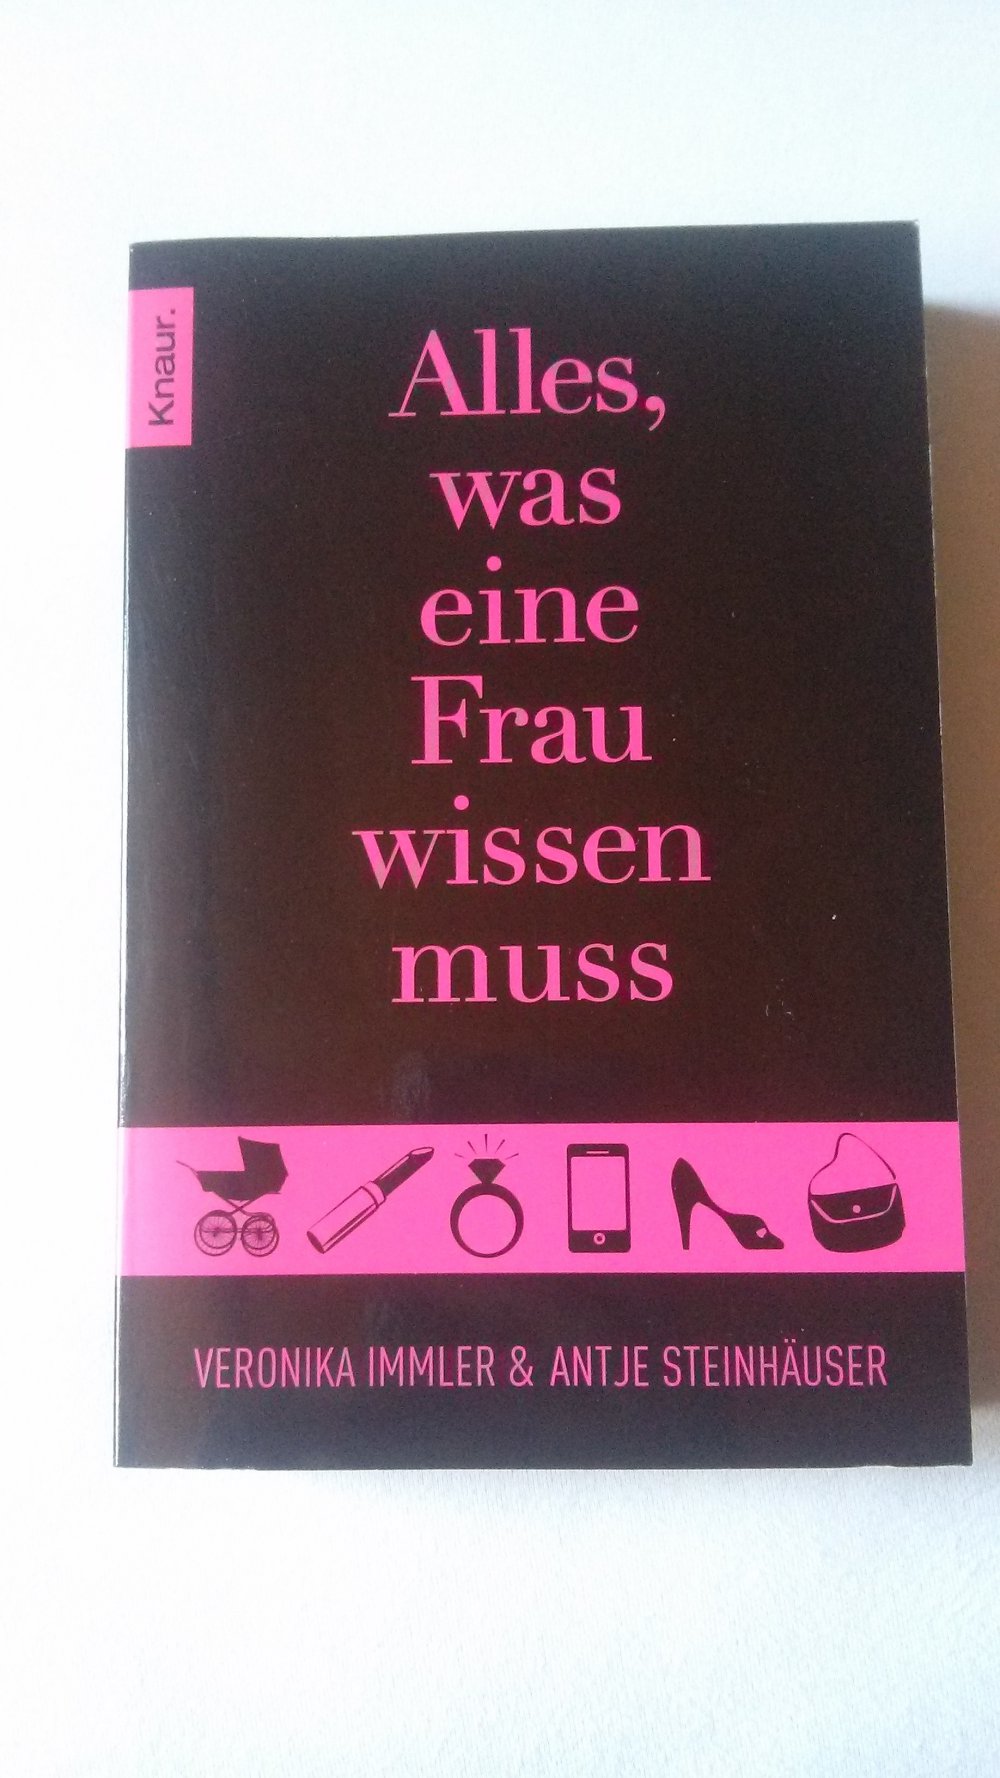 Knaur.
Alles,
was
eine
Frau
wissen
muss
VERONIKA IMMLER & ANTJE STEINHÄUSER